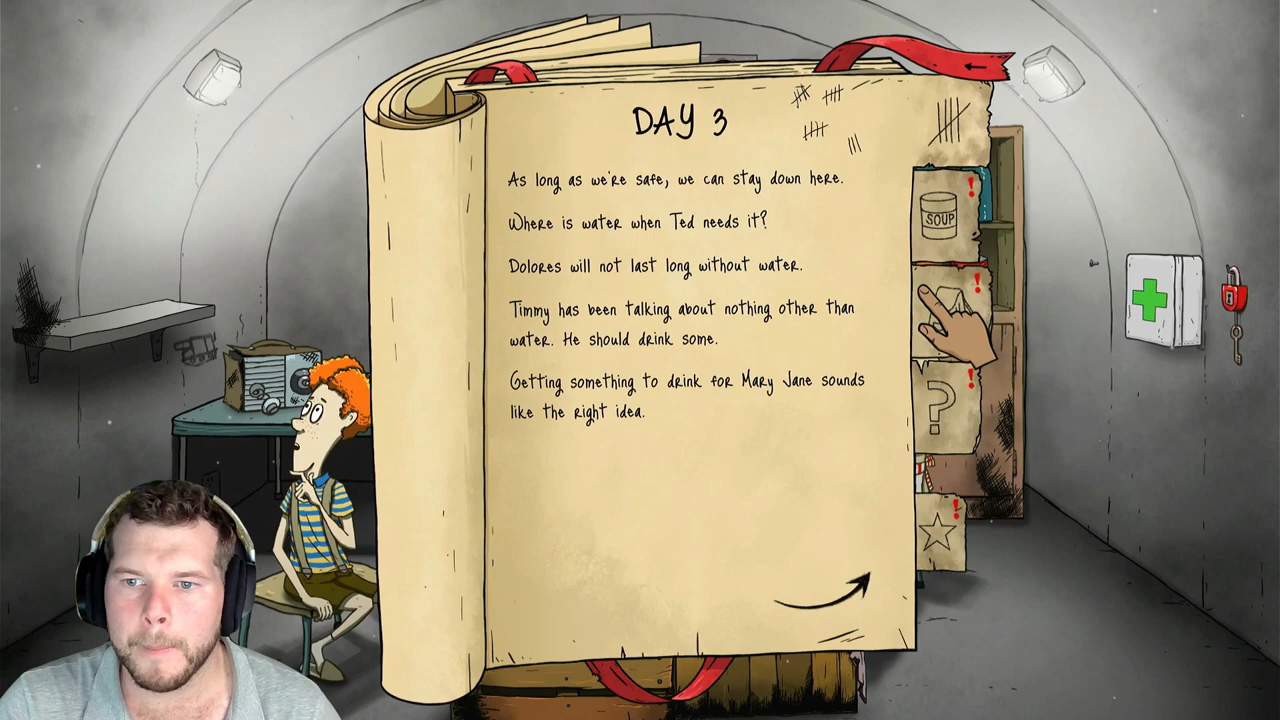 DAY 3
As long as we're safe, we can stay down here.
Where is water when Ted needs it?
Dolores will not last long without water.
Timmy has been talking about nothing other than
water. He should drink some.
Getting something to drink for Mary Jane sounds
like the right idea.
!
SOUP
!
!
?
!